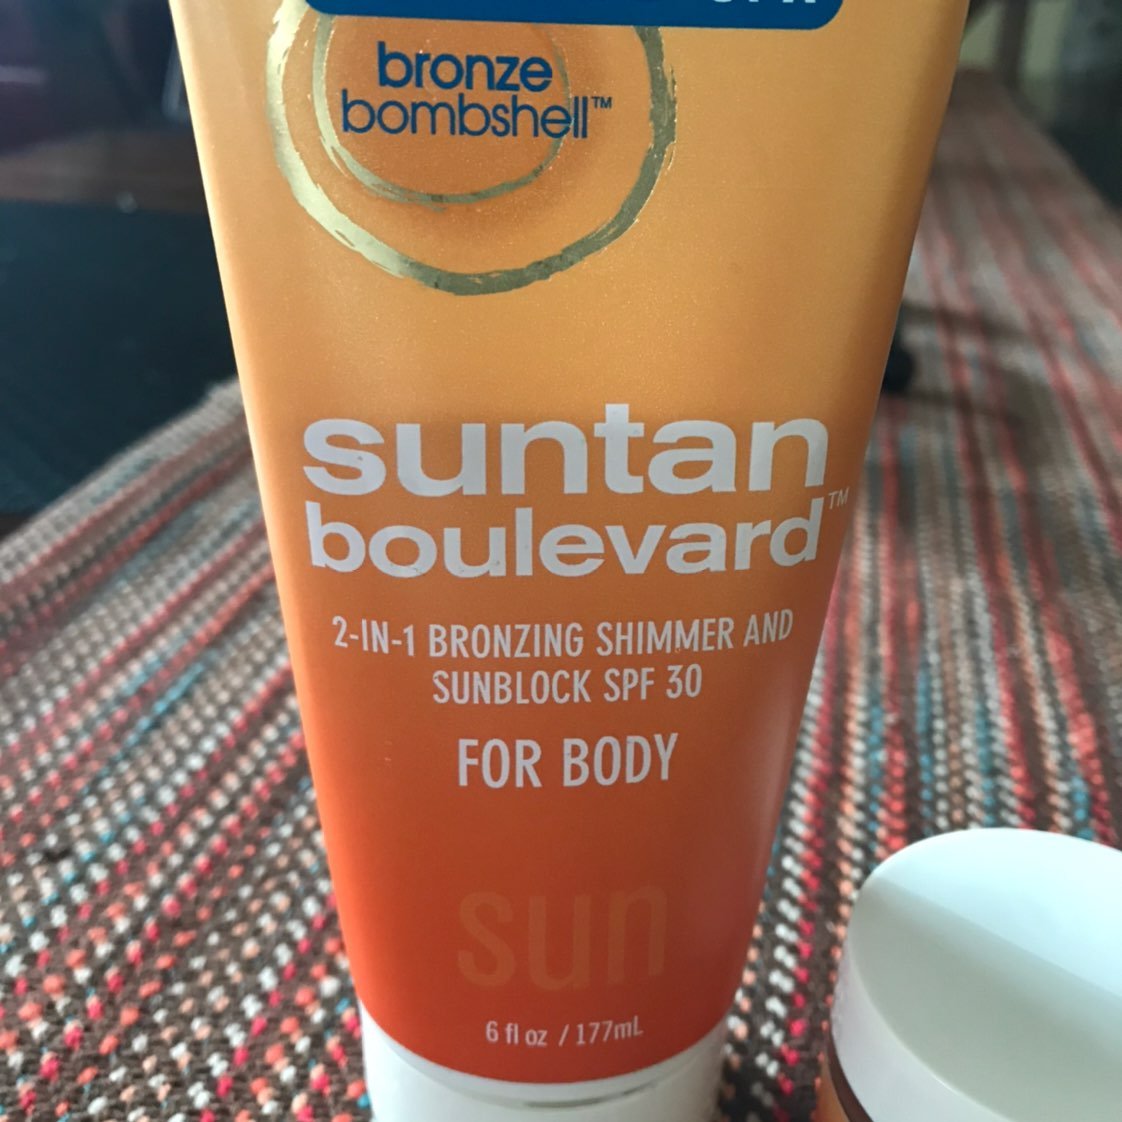 bronze
bombshell™
suntan
boulevard™
2-IN-1 BRONZING SHIMMER AND
SUNBLOCK SPF 30
FOR BODY
sun
6 fl oz / 177mL